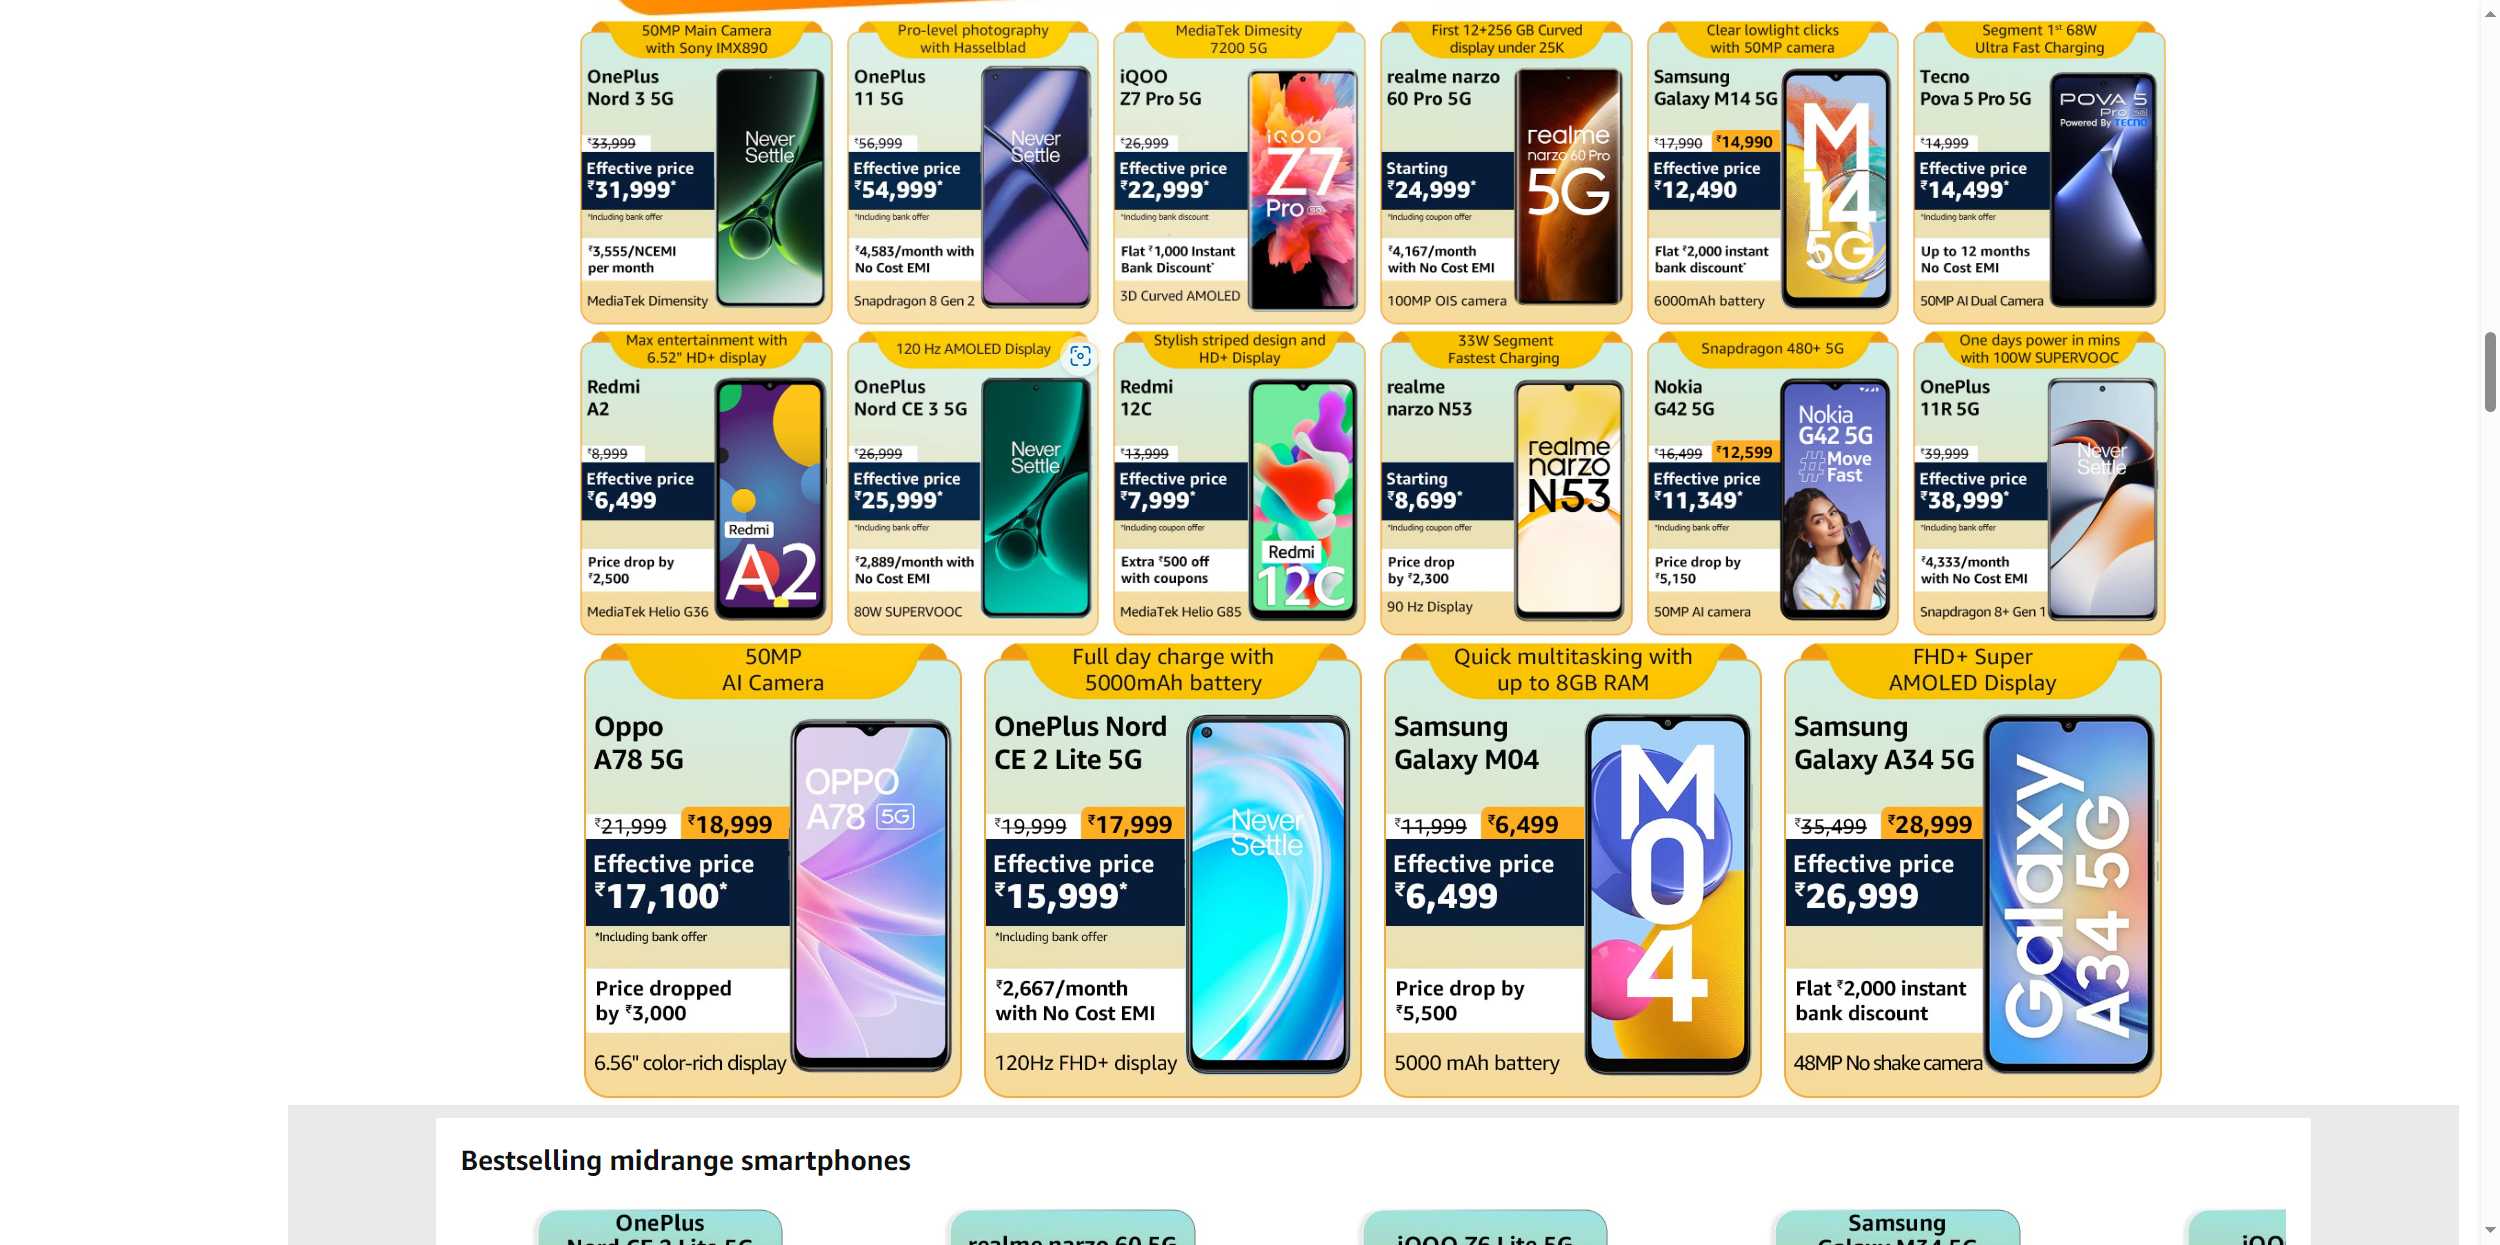 50MP Main Camera
with Sony IMX890
OnePlus
Nord 3 5G
₹33,999
Effective price
₹31,999*
*Including bank offer
₹3,555/NCEMI
per month
MediaTek Dimensity
Never
Settle
Pro-level photography
with Hasselblad
OnePlus
11 5G
₹56,999
Effective price
₹54,999*
*Including bank offer
₹4,583/month with
No Cost EMI
Snapdragon 8 Gen 2
Never
Settle
MediaTek Dimesity
7200 5G
iQOO
Z7 Pro 5G
₹26,999
Effective price
₹22,999*
*Including bank discount
Flat ₹1,000 Instant
Bank Discount*
3D Curved AMOLED
iQOO
Z7
Pro 5G
First 12+256 GB Curved
display under 25K
realme narzo
60 Pro 5G
Starting
₹24,999*
*Including coupon offer
₹4,167/month
with No Cost EMI
100MP OIS camera
realme
narzo 60 Pro
5G
Clear lowlight clicks
with 50MP camera
Samsung
Galaxy M14 5G
₹17,990 ₹14,990
Effective price
₹12,490
Flat ₹2,000 instant
bank discount*
6000mAh battery
M
14
5G
Segment 1st 68W
Ultra Fast Charging
Tecno
Pova 5 Pro 5G
₹14,999
Effective price
₹14,499*
*Including bank offer
Up to 12 months
No Cost EMI
50MP AI Dual Camera
POVA 5
Pro 5G
Powered By TECNO
Max entertainment with
6.52" HD+ display
Redmi
A2
₹8,999
Effective price
₹6,499
Price drop by
₹2,500
MediaTek Helio G36
Redmi
A2
120 Hz AMOLED Display
OnePlus
Nord CE 3 5G
₹26,999
Effective price
₹25,999*
*Including bank offer
₹2,889/month with
No Cost EMI
80W SUPERVOOC
Never
Settle
Stylish striped design and
HD+ Display
Redmi
12C
₹13,999
Effective price
₹7,999*
*Including coupon offer
Extra ₹500 off
with coupons
MediaTek Helio G85
Redmi
12C
33W Segment
Fastest Charging
realme
narzo N53
Starting
₹8,699*
*Including coupon offer
Price drop
by ₹2,300
90 Hz Display
realme
narzo
N53
Snapdragon 480+ 5G
Nokia
G42 5G
₹16,499 ₹12,599
Effective price
₹11,349*
*Including bank offer
Price drop by
₹5,150
50MP AI camera
Nokia
G42 5G
#Move
Fast
One days power in mins
with 100W SUPERVOOC
OnePlus
11R 5G
₹39,999
Effective price
₹38,999*
*Including bank offer
₹4,333/month
with No Cost EMI
Snapdragon 8+ Gen 1
Never
Settle
50MP
AI Camera
Oppo
A78 5G
₹21,999 ₹18,999
Effective price
₹17,100*
*Including bank offer
Price dropped
by ₹3,000
6.56" color-rich display
OPPO
A78 5G
Full day charge with
5000mAh battery
OnePlus Nord
CE 2 Lite 5G
₹19,999 ₹17,999
Effective price
₹15,999*
*Including bank offer
₹2,667/month
with No Cost EMI
120Hz FHD+ display
Never
Settle
Quick multitasking with
up to 8GB RAM
Samsung
Galaxy M04
₹11,999 ₹6,499
Effective price
₹6,499
Price drop by
₹5,500
5000 mAh battery
M
0
4
FHD+ Super
AMOLED Display
Samsung
Galaxy A34 5G
₹35,499 ₹28,999
Effective price
₹26,999
Flat ₹2,000 instant
bank discount
48MP No shake camera
Galaxy
A34 5G
Bestselling midrange smartphones
OnePlus
Nord CE 3 Lite 5G
realme narzo 60 5G
iQOO Z6 Lite 5G
Samsung
Galaxy M34 5G
iQOO